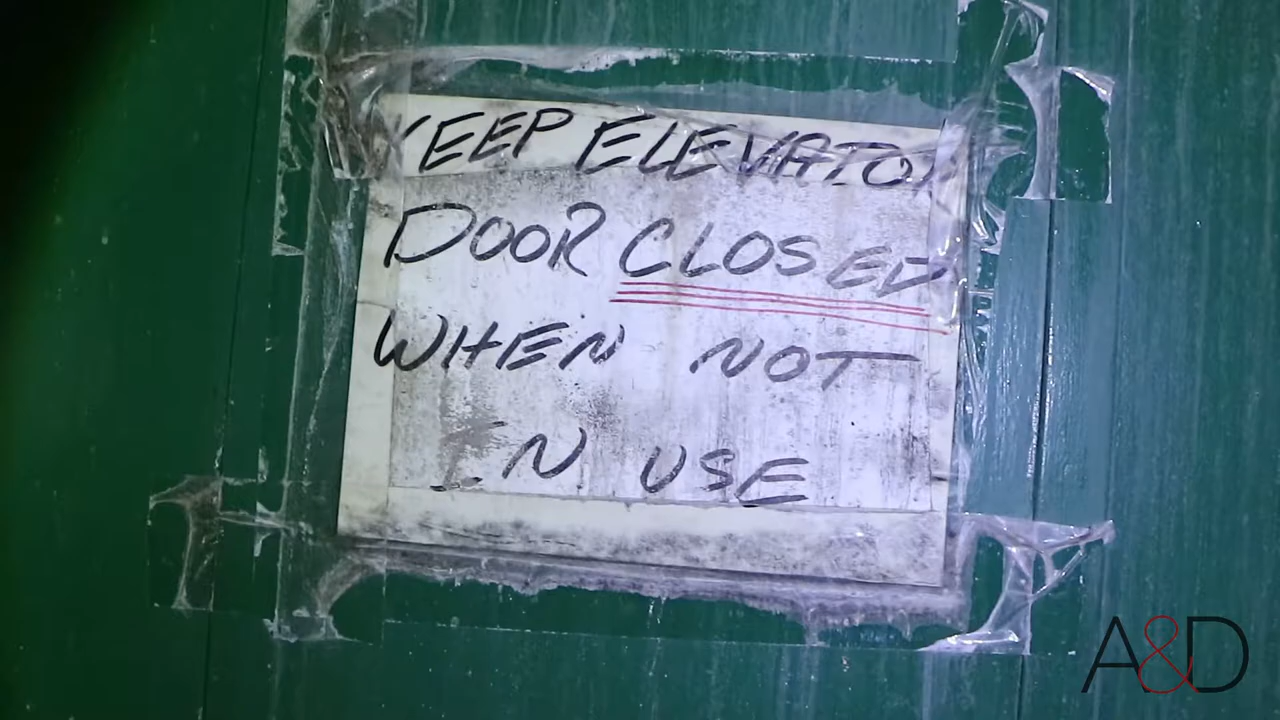 KEEP ELEVATOR
DOOR CLOSED
WHEN NOT
IN USE
A&D